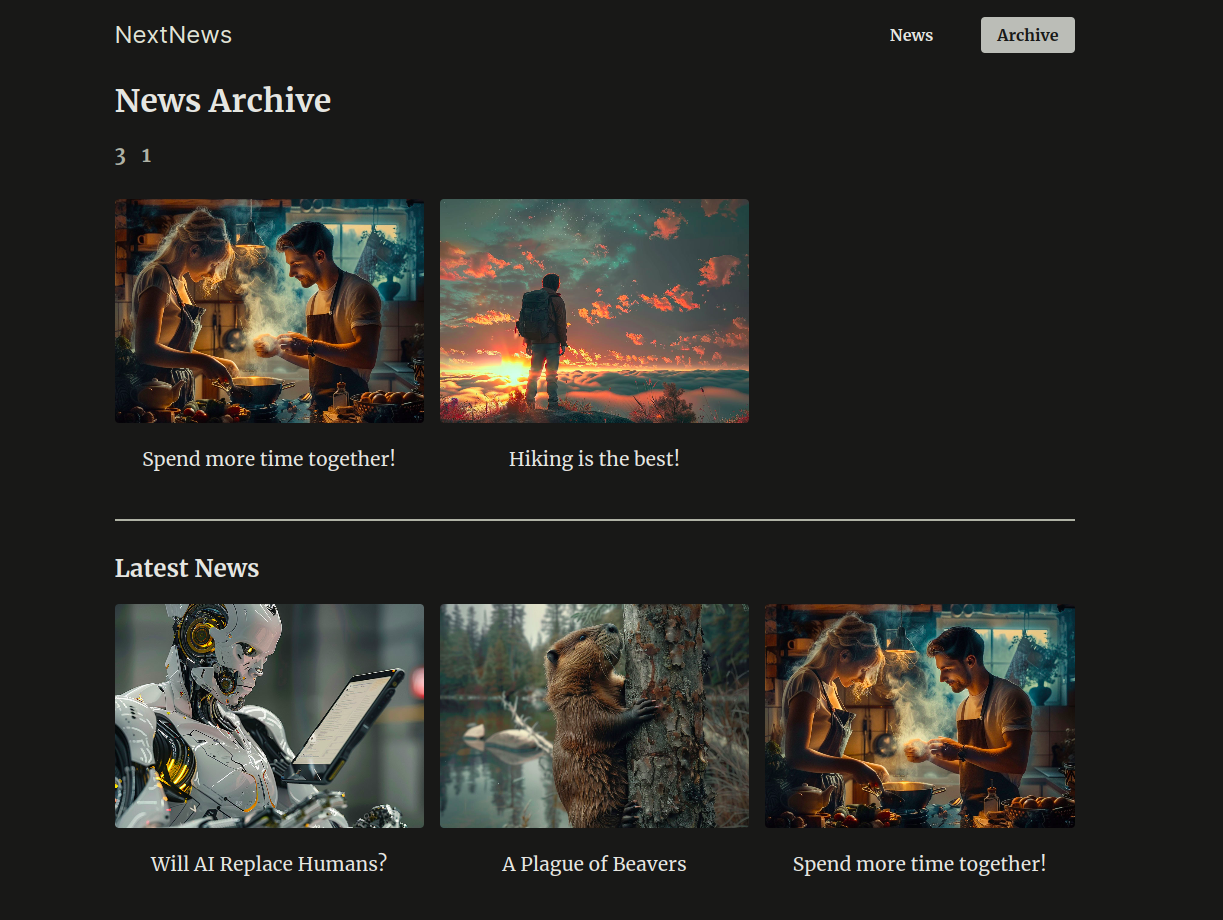 NextNews
News
Archive
News Archive
3 1
Spend more time together!
Hiking is the best!
Latest News
Will AI Replace Humans?
A Plague of Beavers
Spend more time together!